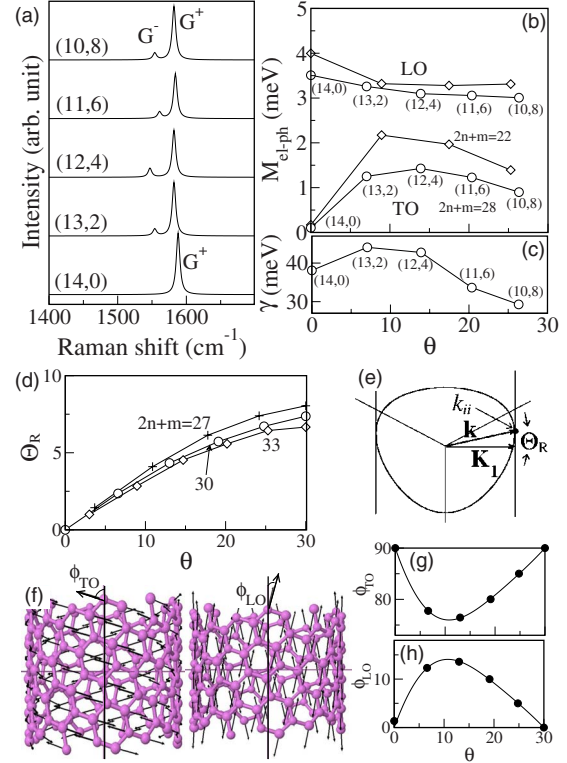 (a)
G⁻ G⁺
(10,8)
(11,6)
(12,4)
(13,2)
(14,0)
G⁺
Intensity (arb. unit)
1400 1500 1600
Raman shift (cm⁻¹)
(b)
5
4
3
2
1
0
M_el-ph (meV)
LO
(14,0) (13,2) (12,4) (11,6) (10,8)
2n+m=22
(13,2) (12,4) (11,6) (10,8)
(14,0)
TO
2n+m=28
(c)
γ (meV)
40
30
(14,0) (13,2) (12,4) (11,6) (10,8)
0 10 20 30
θ
(d)
10
5
0
Θ_R
2n+m=27
30
33
0 5 10 15 20 25 30
θ
(e)
k_ii
k
K₁
Θ_R
(f)
ϕ_TO
ϕ_LO
(g)
90
80
ϕ_TO
(h)
10
0
ϕ_LO
0 10 20 30
θ